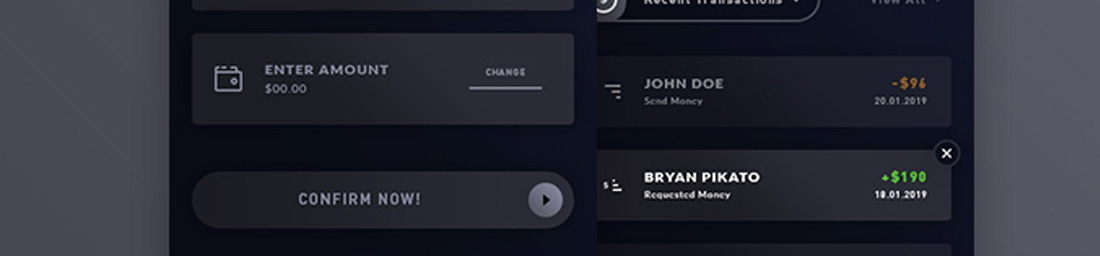 ENTER AMOUNT
$00.00
CHANGE
CONFIRM NOW!
Recent Transactions
View All
JOHN DOE
-$96
Send Money
20.01.2019
BRYAN PIKATO
+$190
Requested Money
18.01.2019